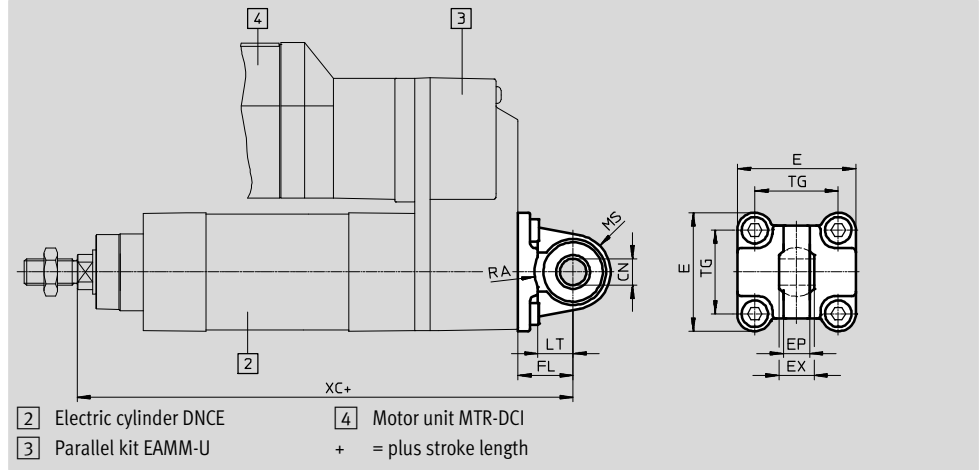 4
3
E
TG
MS
CN
RA
E
TG
LT
FL
EP
EX
2
XC+
2 Electric cylinder DNCE
4 Motor unit MTR-DCI
3 Parallel kit EAMM-U
+ = plus stroke length